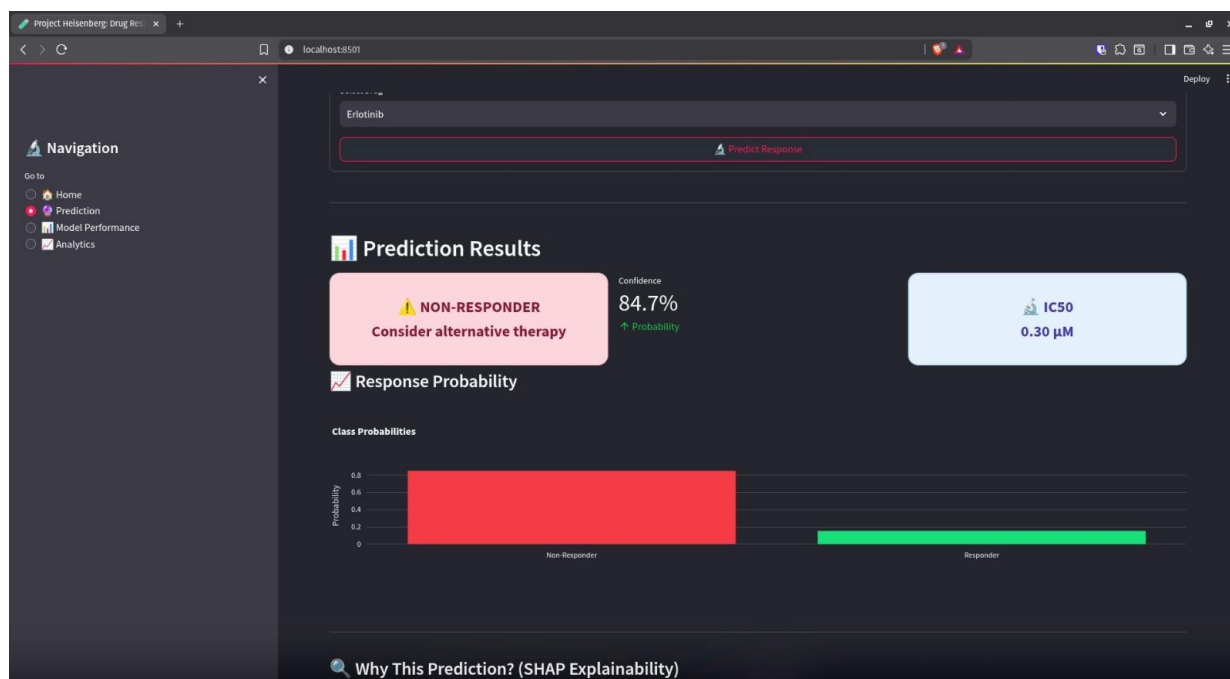 Project Heisenberg: Drug Res
localhost:8501
Deploy
Navigation
Go to
Home
Prediction
Model Performance
Analytics
Erlotinib
Predict Response
Prediction Results
NON-RESPONDER
Consider alternative therapy
Confidence
84.7%
↑ Probability
IC50
0.30 μM
Response Probability
Class Probabilities
Probability
0.8
0.6
0.4
0.2
0
Non-Responder
Responder
Why This Prediction? (SHAP Explainability)